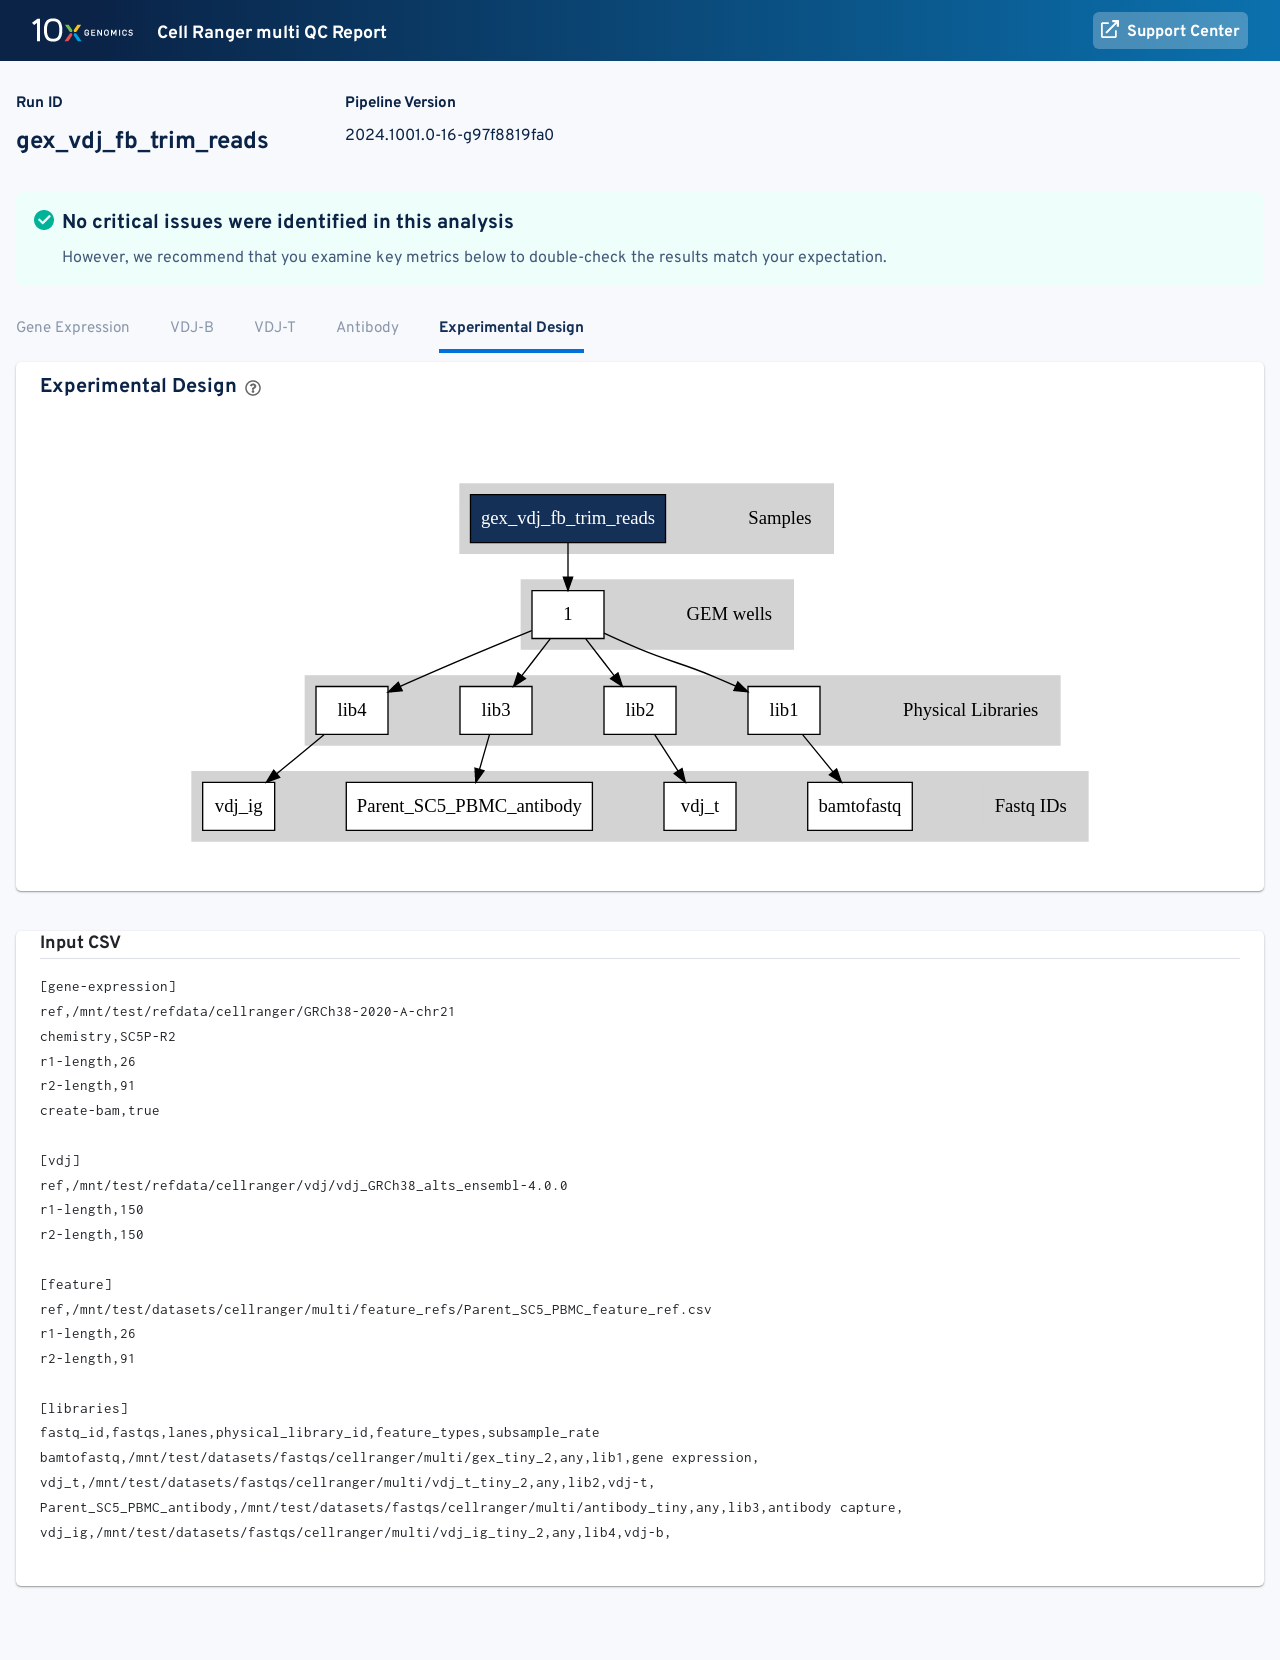 10x GENOMICS Cell Ranger multi QC Report Support Center
Run ID Pipeline Version
gex_vdj_fb_trim_reads 2024.1001.0-16-g97f8819fa0
No critical issues were identified in this analysis
However, we recommend that you examine key metrics below to double-check the results match your expectation.
Gene Expression VDJ-B VDJ-T Antibody Experimental Design
Experimental Design ?
gex_vdj_fb_trim_reads Samples
1 GEM wells
lib4 lib3 lib2 lib1 Physical Libraries
vdj_ig Parent_SC5_PBMC_antibody vdj_t bamtofastq Fastq IDs
Input CSV
[gene-expression]
ref,/mnt/test/refdata/cellranger/GRCh38-2020-A-chr21
chemistry,SC5P-R2
r1-length,26
r2-length,91
create-bam,true
[vdj]
ref,/mnt/test/refdata/cellranger/vdj/vdj_GRCh38_alts_ensembl-4.0.0
r1-length,150
r2-length,150
[feature]
ref,/mnt/test/datasets/cellranger/multi/feature_refs/Parent_SC5_PBMC_feature_ref.csv
r1-length,26
r2-length,91
[libraries]
fastq_id,fastqs,lanes,physical_library_id,feature_types,subsample_rate
bamtofastq,/mnt/test/datasets/fastqs/cellranger/multi/gex_tiny_2,any,lib1,gene expression,
vdj_t,/mnt/test/datasets/fastqs/cellranger/multi/vdj_t_tiny_2,any,lib2,vdj-t,
Parent_SC5_PBMC_antibody,/mnt/test/datasets/fastqs/cellranger/multi/antibody_tiny,any,lib3,antibody capture,
vdj_ig,/mnt/test/datasets/fastqs/cellranger/multi/vdj_ig_tiny_2,any,lib4,vdj-b,